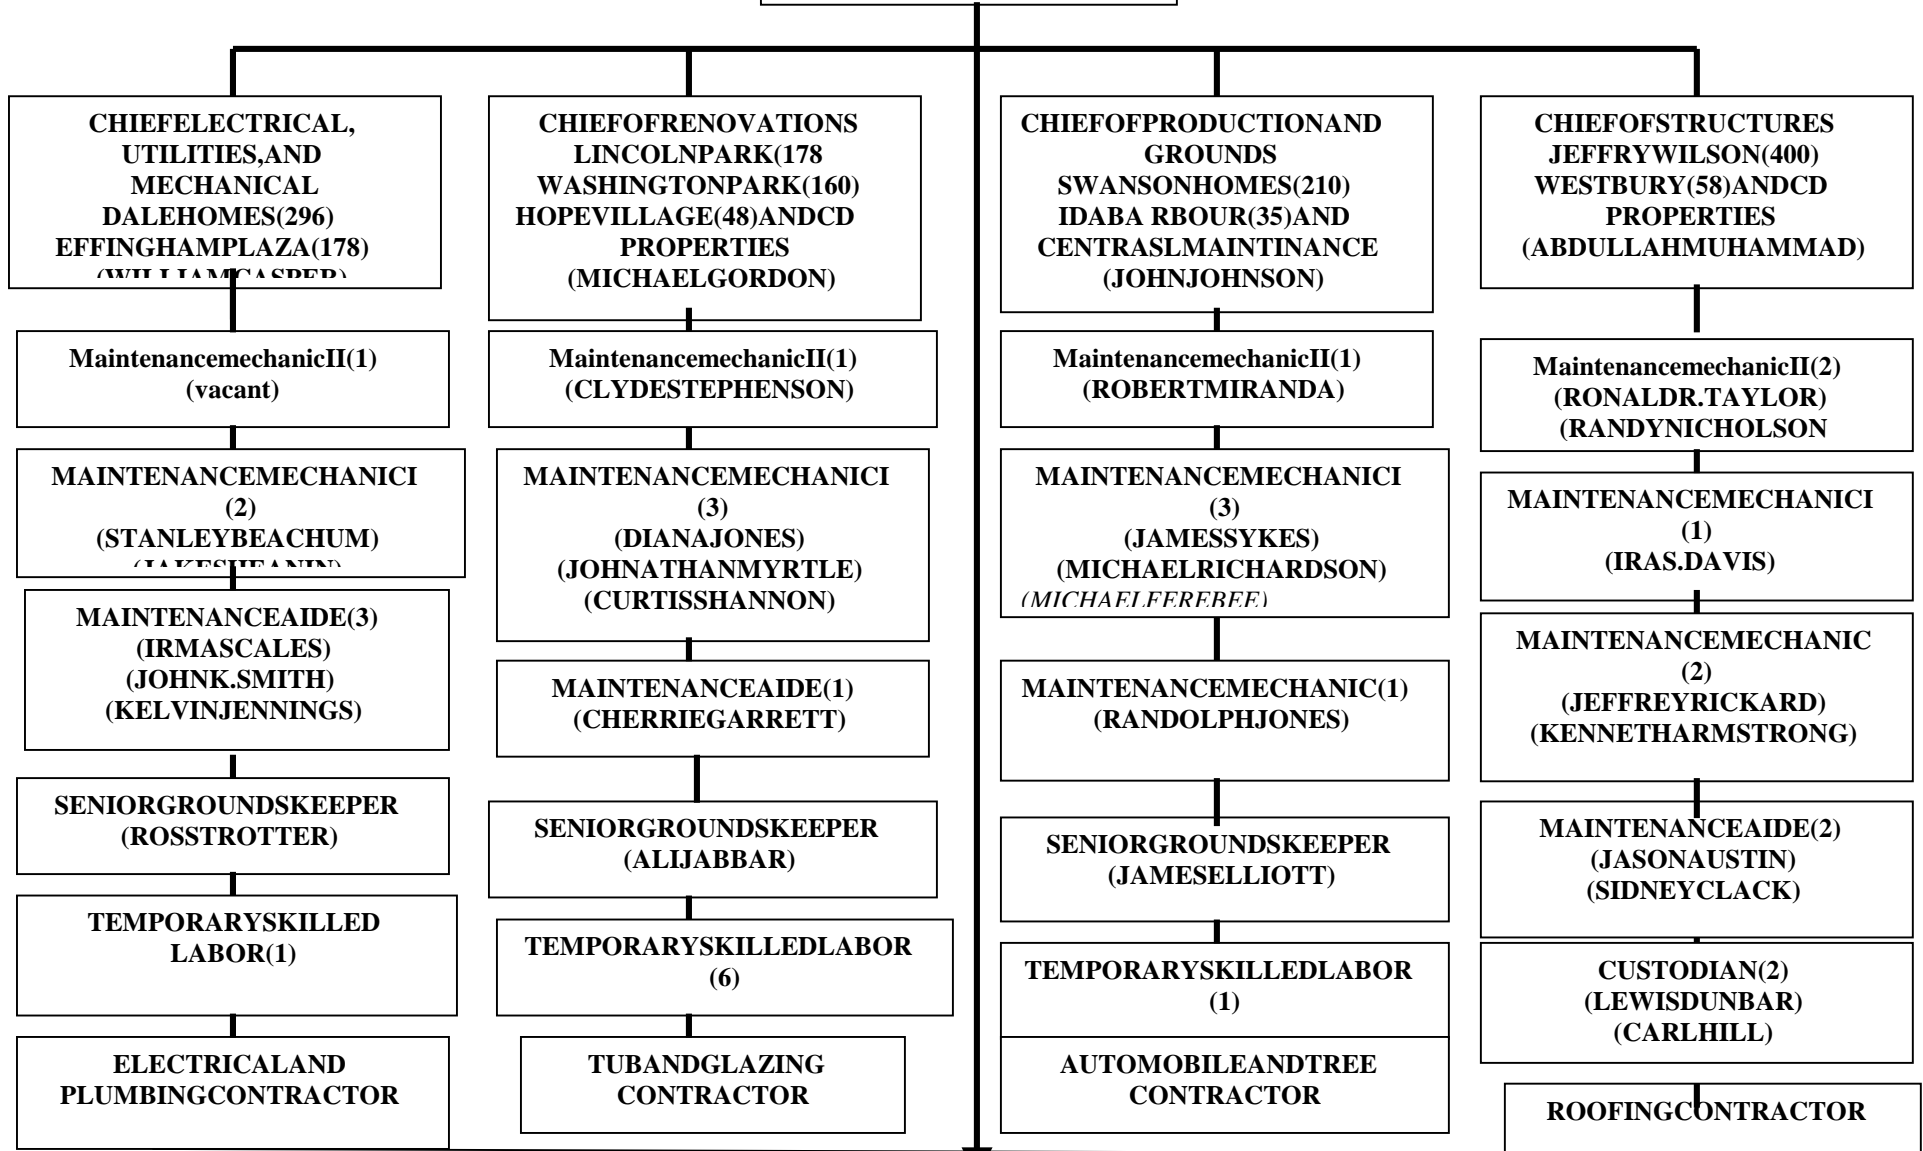 CHIEFELECTRICAL,
UTILITIES,AND
MECHANICAL
DALEHOMES(296)
EFFINGHAMPLAZA(178)
(WILLIAMCASPER)
MaintenancemechanicII(1)
(vacant)
MAINTENANCEMECHANICI
(2)
(STANLEYBEACHUM)
MAINTENANCEAIDE(3)
(IRMASCALES)
(JOHNK.SMITH)
(KELVINJENNINGS)
SENIORGROUNDSKEEPER
(ROSSTROTTER)
TEMPORARYSKILLED
LABOR(1)
ELECTRICALAND
PLUMBINGCONTRACTOR
CHIEFOFRENOVATIONS
LINCOLNPARK(178
WASHINGTONPARK(160)
HOPEVILLAGE(48)ANDCD
PROPERTIES
(MICHAELGORDON)
MaintenancemechanicII(1)
(CLYDESTEPHENSON)
MAINTENANCEMECHANICI
(3)
(DIANAJONES)
(JOHNATHANMYRTLE)
(CURTISSHANNON)
MAINTENANCEAIDE(1)
(CHERRIEGARRETT)
SENIORGROUNDSKEEPER
(ALIJABBAR)
TEMPORARYSKILLEDLABOR
(6)
TUBANDGLAZING
CONTRACTOR
CHIEFOFPRODUCTIONAND
GROUNDS
SWANSONHOMES(210)
IDABA RBOUR(35)AND
CENTRASLMAINTINANCE
(JOHNJOHNSON)
MaintenancemechanicII(1)
(ROBERTMIRANDA)
MAINTENANCEMECHANICI
(3)
(JAMESSYKES)
(MICHAELRICHARDSON)
(MICHAELFEREBEE)
MAINTENANCEMECHANIC(1)
(RANDOLPHJONES)
SENIORGROUNDSKEEPER
(JAMESELLIOTT)
TEMPORARYSKILLEDLABOR
(1)
AUTOMOBILEANDTREE
CONTRACTOR
CHIEFOFSTRUCTURES
JEFFRYWILSON(400)
WESTBURY(58)ANDCD
PROPERTIES
(ABDULLAHMUHAMMAD)
MaintenancemechanicII(2)
(RONALDR.TAYLOR)
(RANDYNICHOLSON
MAINTENANCEMECHANICI
(1)
(IRAS.DAVIS)
MAINTENANCEMECHANIC
(2)
(JEFFREYRICKARD)
(KENNETHARMSTRONG)
MAINTENANCEAIDE(2)
(JASONAUSTIN)
(SIDNEYCLACK)
CUSTODIAN(2)
(LEWISDUNBAR)
(CARLHILL)
ROOFINGCONTRACTOR